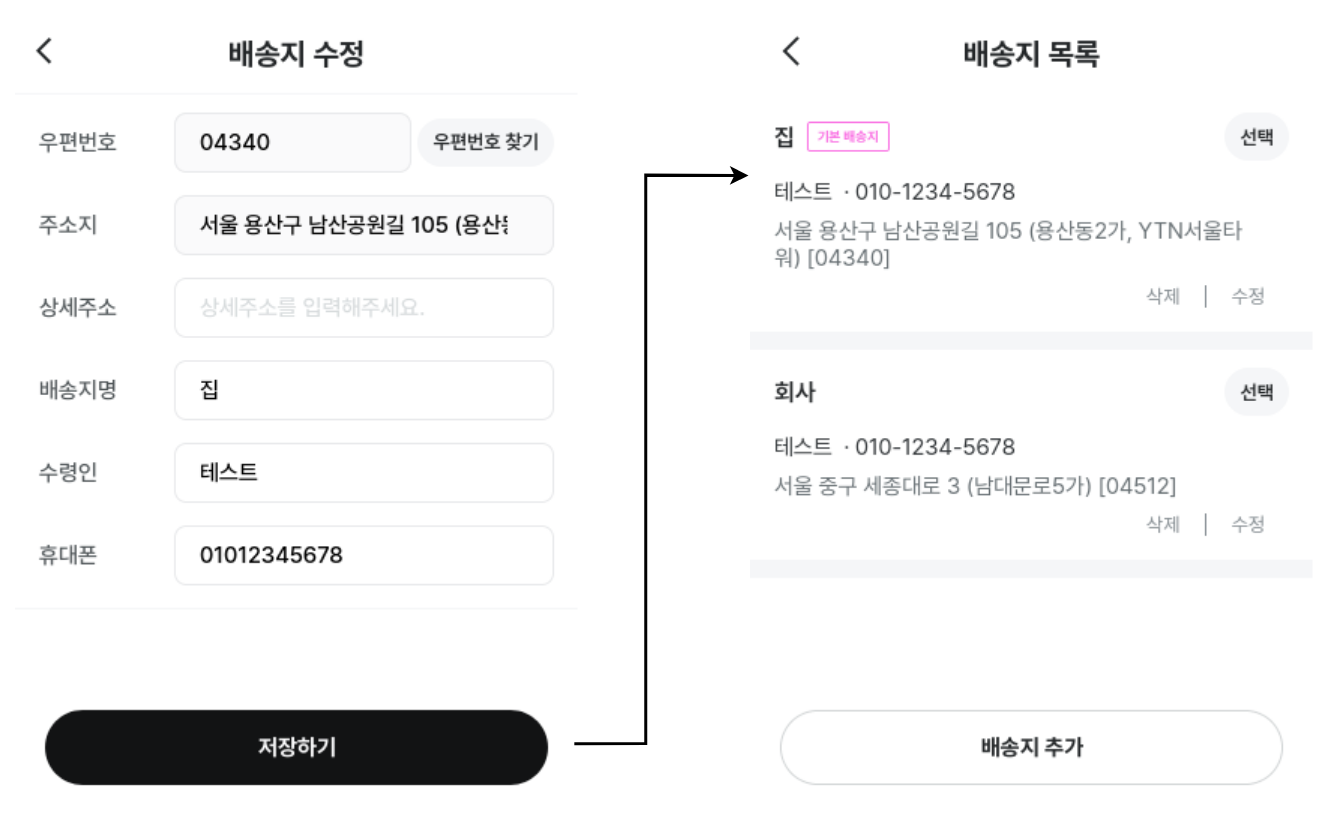 배송지 수정
우편번호 04340 우편번호 찾기
주소지 서울 용산구 남산공원길 105 (용산
상세주소 상세주소를 입력해주세요.
배송지명 집
수령인 테스트
휴대폰 01012345678
저장하기
배송지 목록
집 기본 배송지 선택
테스트 · 010-1234-5678
서울 용산구 남산공원길 105 (용산동2가, YTN서울타
워) [04340]
삭제 | 수정
회사 선택
테스트 · 010-1234-5678
서울 중구 세종대로 3 (남대문로5가) [04512]
삭제 | 수정
배송지 추가